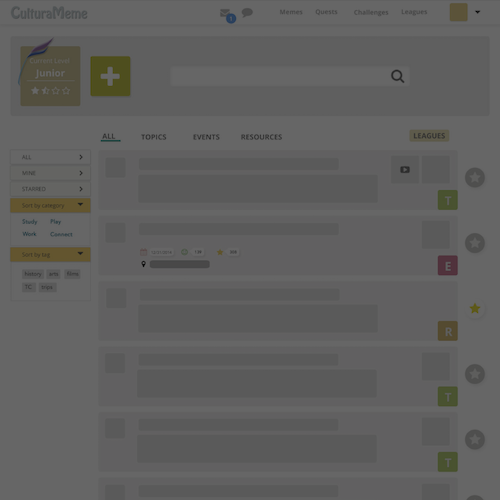 CulturaMeme
1
Memes
Quests
Challenges
Leagues
Current Level
Junior
ALL
TOPICS
EVENTS
RESOURCES
LEAGUES
ALL
MINE
STARRED
Sort by category
Study
Play
Work
Connect
Sort by tag
history
arts
films
TC
trips
T
E
R
T
T